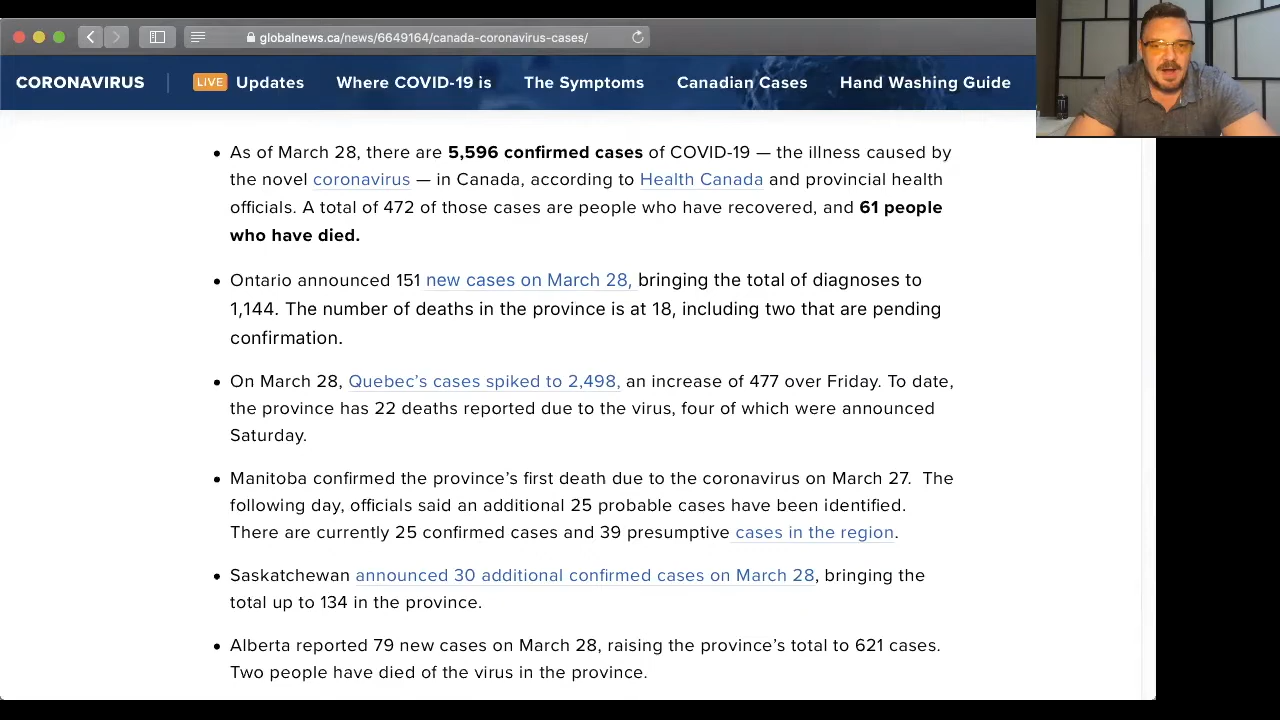 globalnews.ca/news/6649164/canada-coronavirus-cases/
CORONAVIRUS LIVE Updates Where COVID-19 is The Symptoms Canadian Cases Hand Washing Guide
• As of March 28, there are 5,596 confirmed cases of COVID-19 — the illness caused by
the novel coronavirus — in Canada, according to Health Canada and provincial health
officials. A total of 472 of those cases are people who have recovered, and 61 people
who have died.
• Ontario announced 151 new cases on March 28, bringing the total of diagnoses to
1,144. The number of deaths in the province is at 18, including two that are pending
confirmation.
• On March 28, Quebec’s cases spiked to 2,498, an increase of 477 over Friday. To date,
the province has 22 deaths reported due to the virus, four of which were announced
Saturday.
• Manitoba confirmed the province’s first death due to the coronavirus on March 27. The
following day, officials said an additional 25 probable cases have been identified.
There are currently 25 confirmed cases and 39 presumptive cases in the region.
• Saskatchewan announced 30 additional confirmed cases on March 28, bringing the
total up to 134 in the province.
• Alberta reported 79 new cases on March 28, raising the province’s total to 621 cases.
Two people have died of the virus in the province.